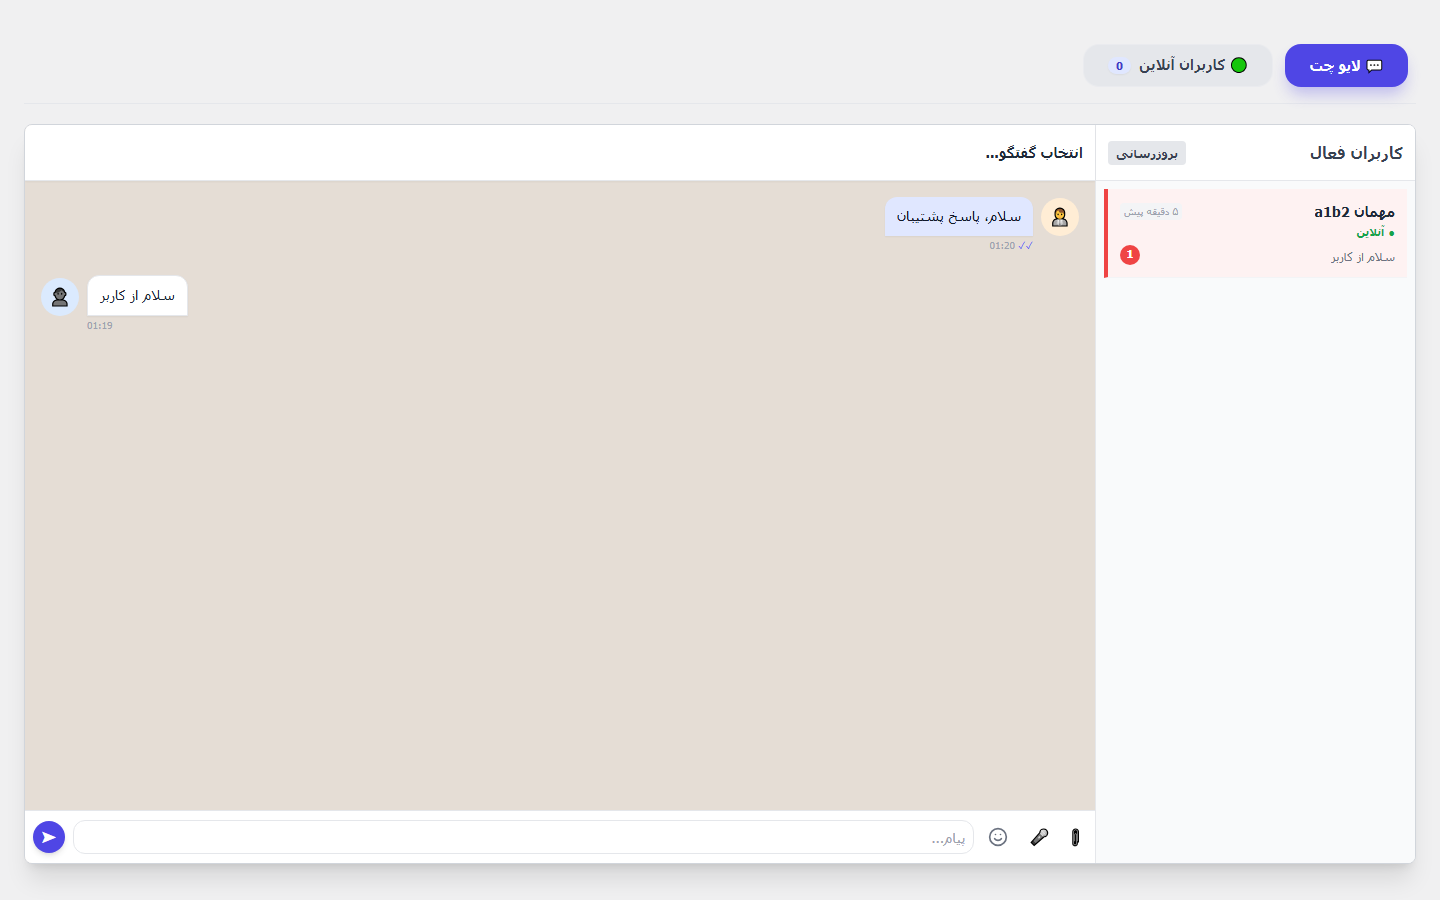 💬 لایو چت
کاربران آنلاین 0
کاربران فعال
بروزرسانی
مهمان a1b2
۵ دقیقه پیش
● آنلاین
سلام از کاربر
1
انتخاب گفتگو...
سلام، پاسخ پشتیبان
01:20 ✓✓
سلام از کاربر
01:19
پیام...